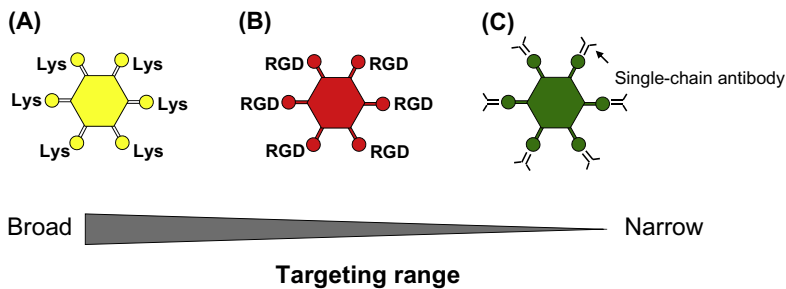 (A)
Lys Lys
Lys Lys
Lys Lys
(B)
RGD RGD
RGD RGD
RGD RGD
(C)
Single-chain antibody
Broad Narrow
Targeting range